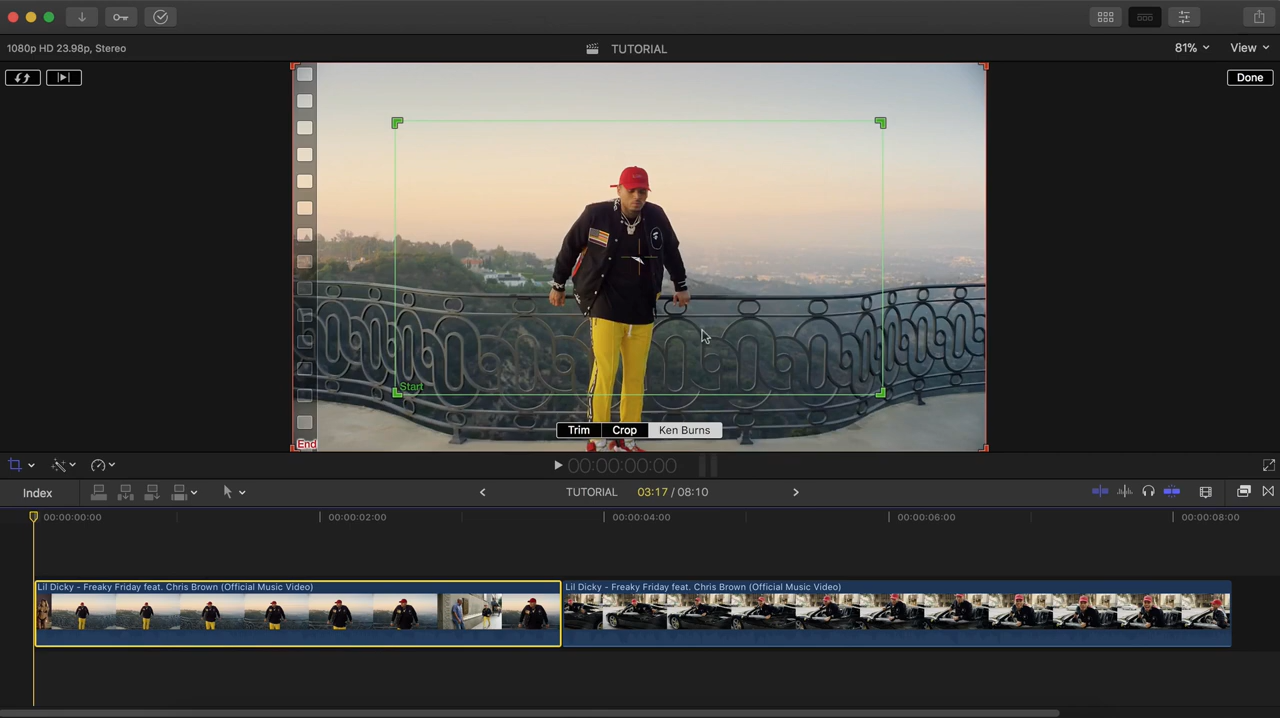 1080p HD 23.98p, Stereo
TUTORIAL
81%
View
Done
Start
End
Trim
Crop
Ken Burns
00:00:00:00
Index
TUTORIAL
03:17 / 08:10
00:00:00:00
00:00:02:00
00:00:04:00
00:00:06:00
00:00:08:00
Lil Dicky - Freaky Friday feat. Chris Brown (Official Music Video)
Lil Dicky - Freaky Friday feat. Chris Brown (Official Music Video)